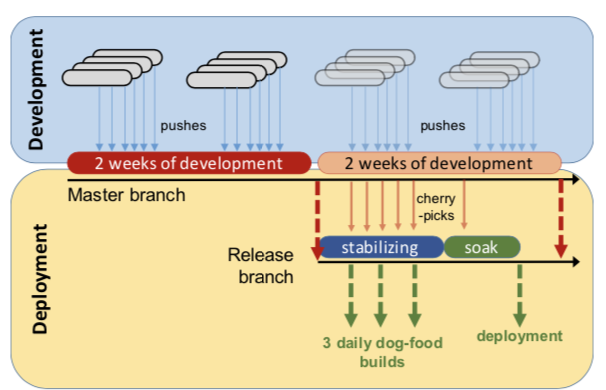 Development
pushes
pushes
2 weeks of development
2 weeks of development
Master branch
cherry
-picks
Deployment
Release
branch
stabilizing
soak
3 daily dog-food
builds
deployment